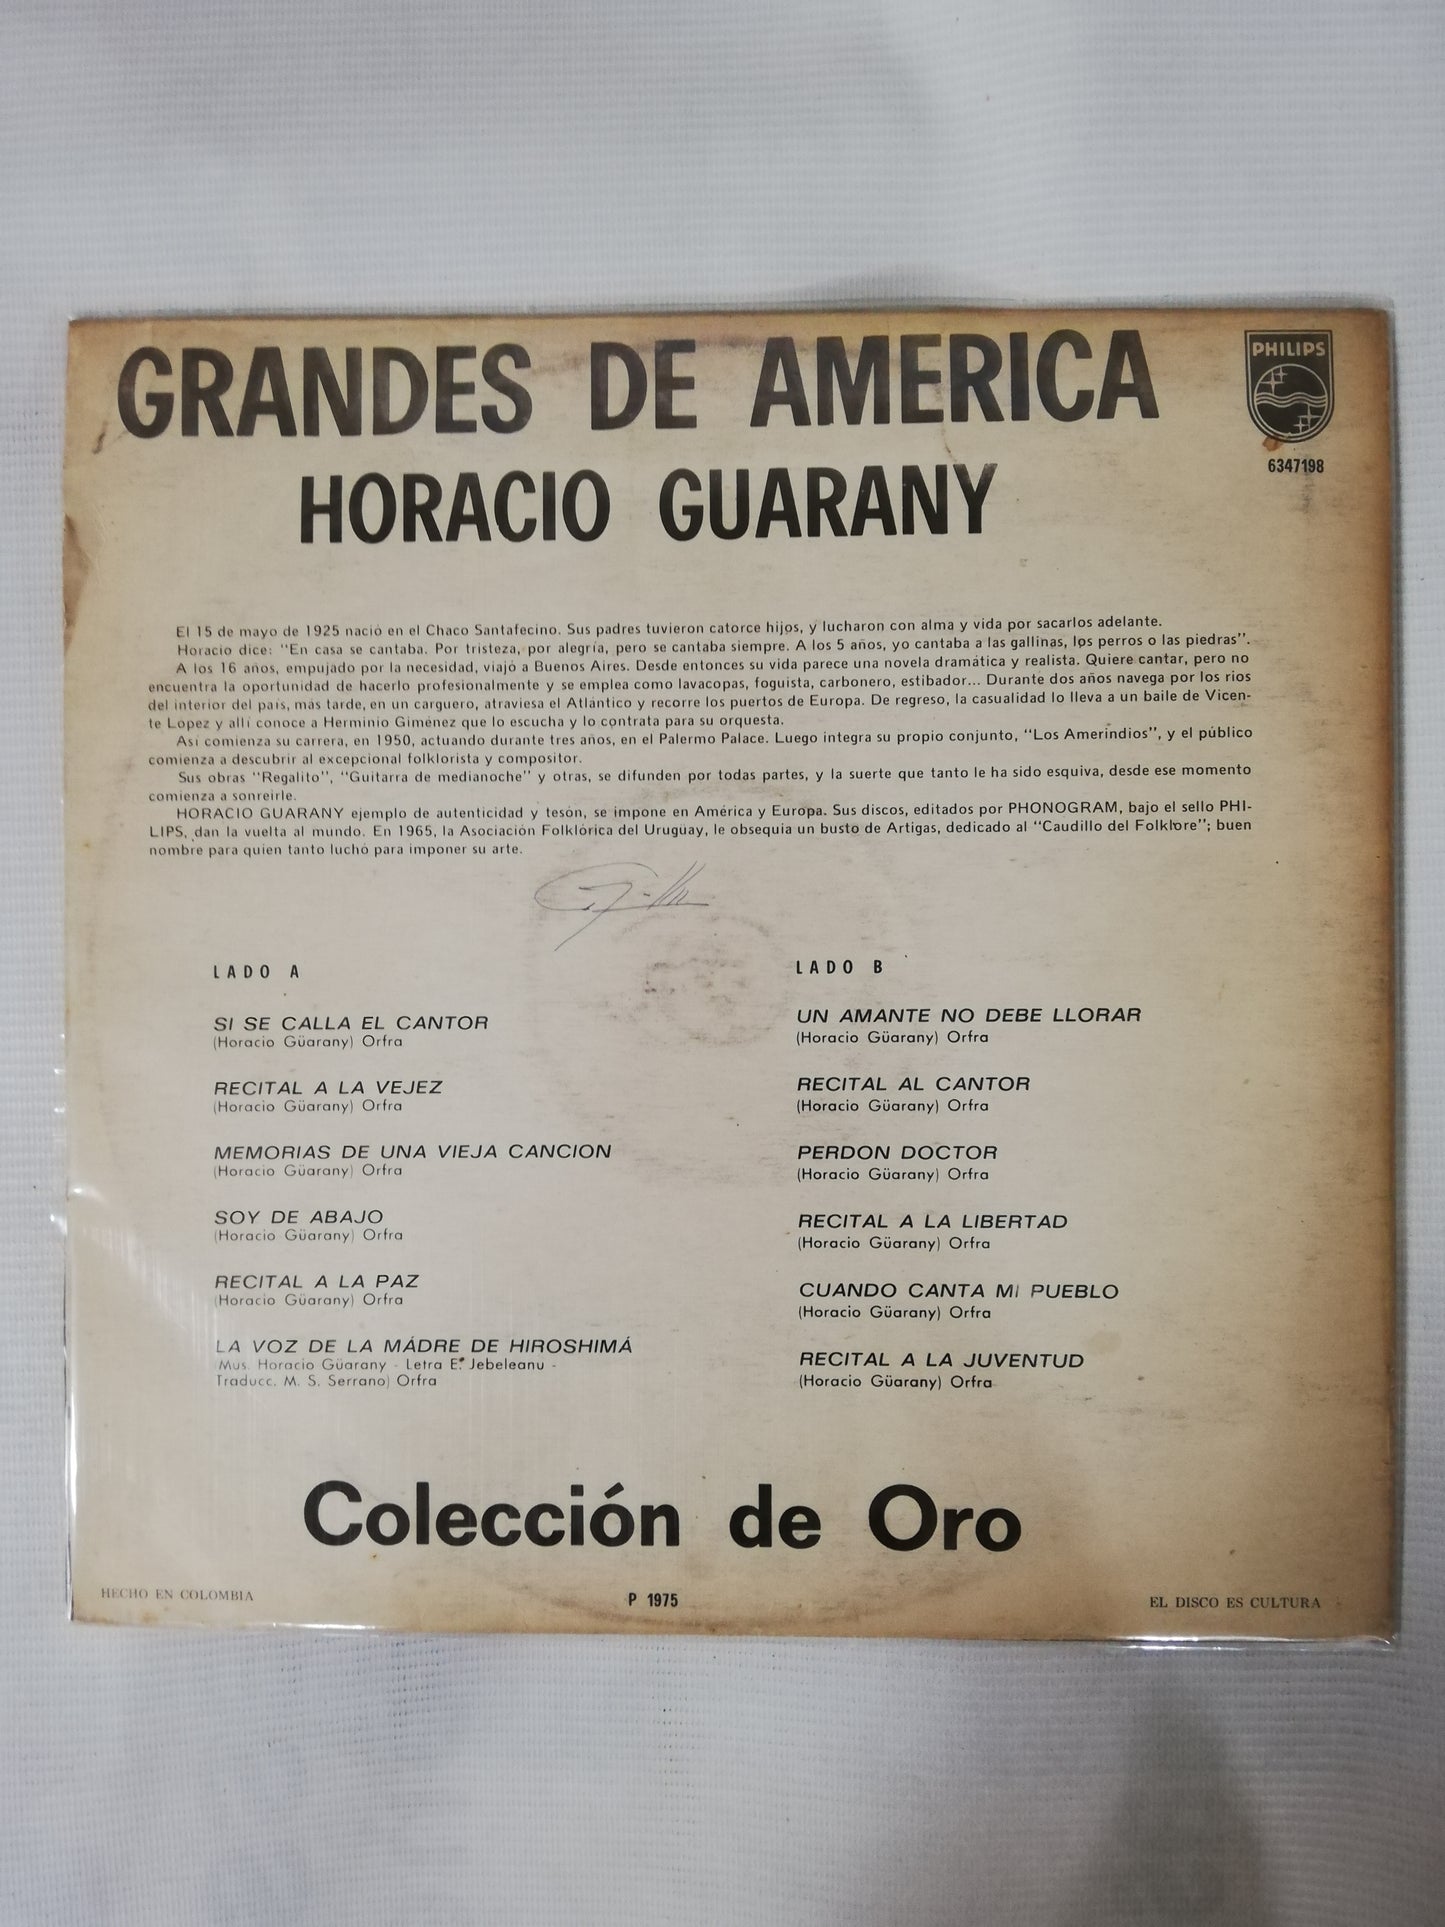 GRANDES DE AMERICA
PHILIPS
6347198
HORACIO GUARANY
El 15 de mayo de 1925 nació en el Chaco Santafecino. Sus padres tuvieron catorce hijos, y lucharon con alma y vida por sacarlos adelante.
Horacio dice: "En casa se cantaba. Por tristeza, por alegría, pero se cantaba siempre. A los 5 años, yo cantaba a las gallinas, los perros o las piedras".
A los 16 años, empujado por la necesidad, viajó a Buenos Aires. Desde entonces su vida parece una novela dramática y realista. Quiere cantar, pero no
encuentra la oportunidad de hacerlo profesionalmente y se emplea como lavacopas, foguista, carbonero, estibador... Durante dos años navega por los rios
del interior del país, más tarde, en un carguero, atraviesa el Atlántico y recorre los puertos de Europa. De regreso, la casualidad lo lleva a un baile de Vicen-
te López y allí conoce a Herminio Giménez que lo escucha y lo contrata para su orquesta.
Así comienza su carrera, en 1950, actuando durante tres años, en el Palermo Palace. Luego integra su propio conjunto, "Los Amerindios", y el público
comienza a descubrir al excepcional folklorista y compositor.
Sus obras "Regalito", "Guitarra de medianoche" y otras, se difunden por todas partes, y la suerte que tanto le ha sido esquiva, desde ese momento
comienza a sonreirle.
HORACIO GUARANY ejemplo de autenticidad y tesón, se impone en América y Europa. Sus discos, editados por PHONOGRAM, bajo el sello PHI-
LIPS, dan la vuelta al mundo. En 1965, la Asociación Folklórica del Uruguay, le obsequia un busto de Artigas, dedicado al "Caudillo del Folklore"; buen
nombre para quien tanto luchó para imponer su arte.
LADO A
SI SE CALLA EL CANTOR
(Horacio Güarany) Orfra
RECITAL A LA VEJEZ
(Horacio Güarany) Orfra
MEMORIAS DE UNA VIEJA CANCION
(Horacio Güarany) Orfra
SOY DE ABAJO
(Horacio Güarany) Orfra
RECITAL A LA PAZ
(Horacio Güarany) Orfra
LA VOZ DE LA MÁDRE DE HIROSHIMÁ
Mus. Horacio Güarany - Letra E. Jebeleanu -
Traducc. M. S. Serrano) Orfra
LADO B
UN AMANTE NO DEBE LLORAR
(Horacio Güarany) Orfra
RECITAL AL CANTOR
(Horacio Güarany) Orfra
PERDON DOCTOR
(Horacio Güarany) Orfra
RECITAL A LA LIBERTAD
(Horacio Güarany) Orfra
CUANDO CANTA MI PUEBLO
(Horacio Güarany) Orfra
RECITAL A LA JUVENTUD
(Horacio Güarany) Orfra
Colección de Oro
HECHO EN COLOMBIA
P 1975
EL DISCO ES CULTURA